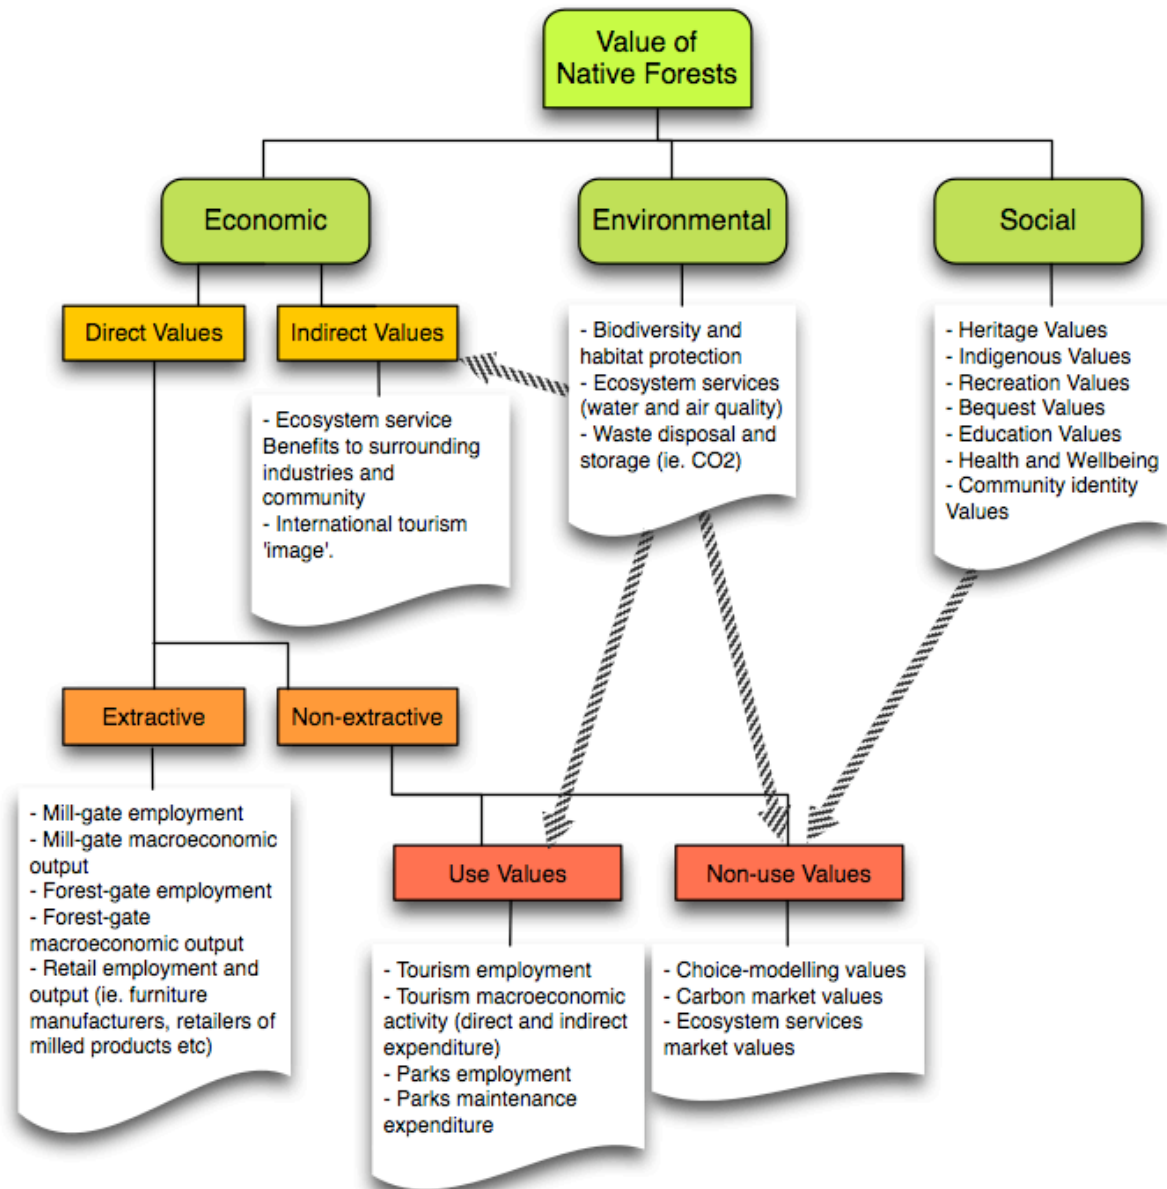 Value of
Native Forests
Economic
Environmental
Social
Direct Values
Indirect Values
- Biodiversity and
habitat protection
- Ecosystem services
(water and air quality)
- Waste disposal and
storage (ie. CO2)
- Heritage Values
- Indigenous Values
- Recreation Values
- Bequest Values
- Education Values
- Health and Wellbeing
- Community identity
Values
- Ecosystem service
Benefits to surrounding
industries and
community
- International tourism
'image'.
Extractive
Non-extractive
- Mill-gate employment
- Mill-gate macroeconomic
output
- Forest-gate employment
- Forest-gate
macroeconomic output
- Retail employment and
output (ie. furniture
manufacturers, retailers of
milled products etc)
Use Values
Non-use Values
- Tourism employment
- Tourism macroeconomic
activity (direct and indirect
expenditure)
- Parks employment
- Parks maintenance
expenditure
- Choice-modelling values
- Carbon market values
- Ecosystem services
market values